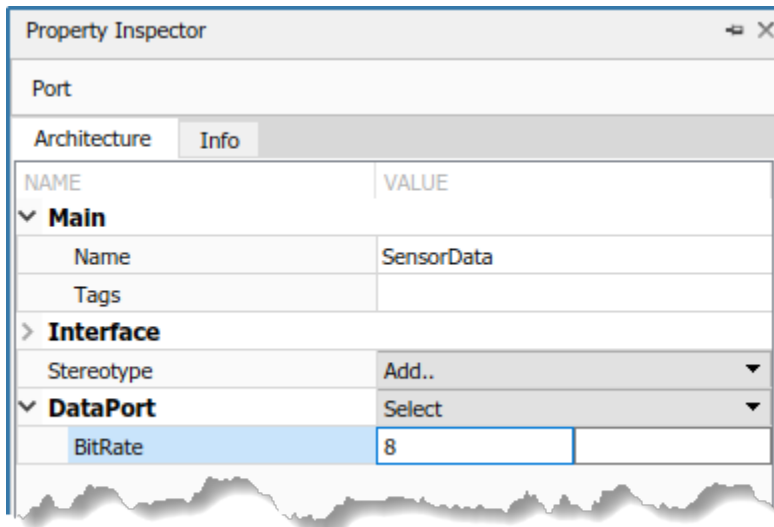 Property Inspector
Port
Architecture Info
NAME VALUE
Main
Name SensorData
Tags
Interface
Stereotype Add..
DataPort Select
BitRate 8